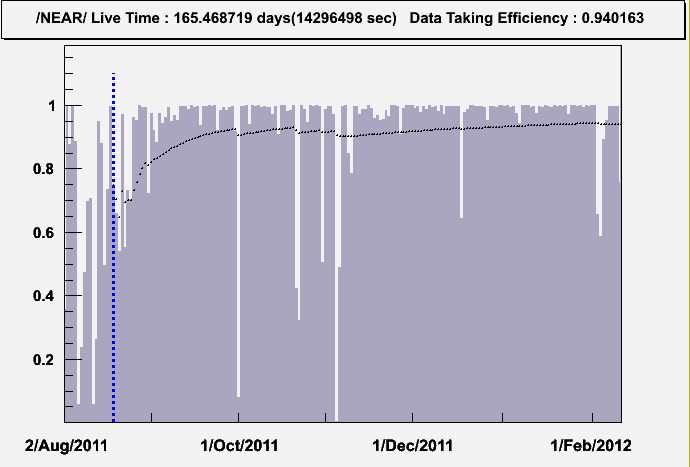 /NEAR/ Live Time : 165.468719 days(14296498 sec)   Data Taking Efficiency : 0.940163
1
0.8
0.6
0.4
0.2
2/Aug/2011 1/Oct/2011 1/Dec/2011 1/Feb/2012